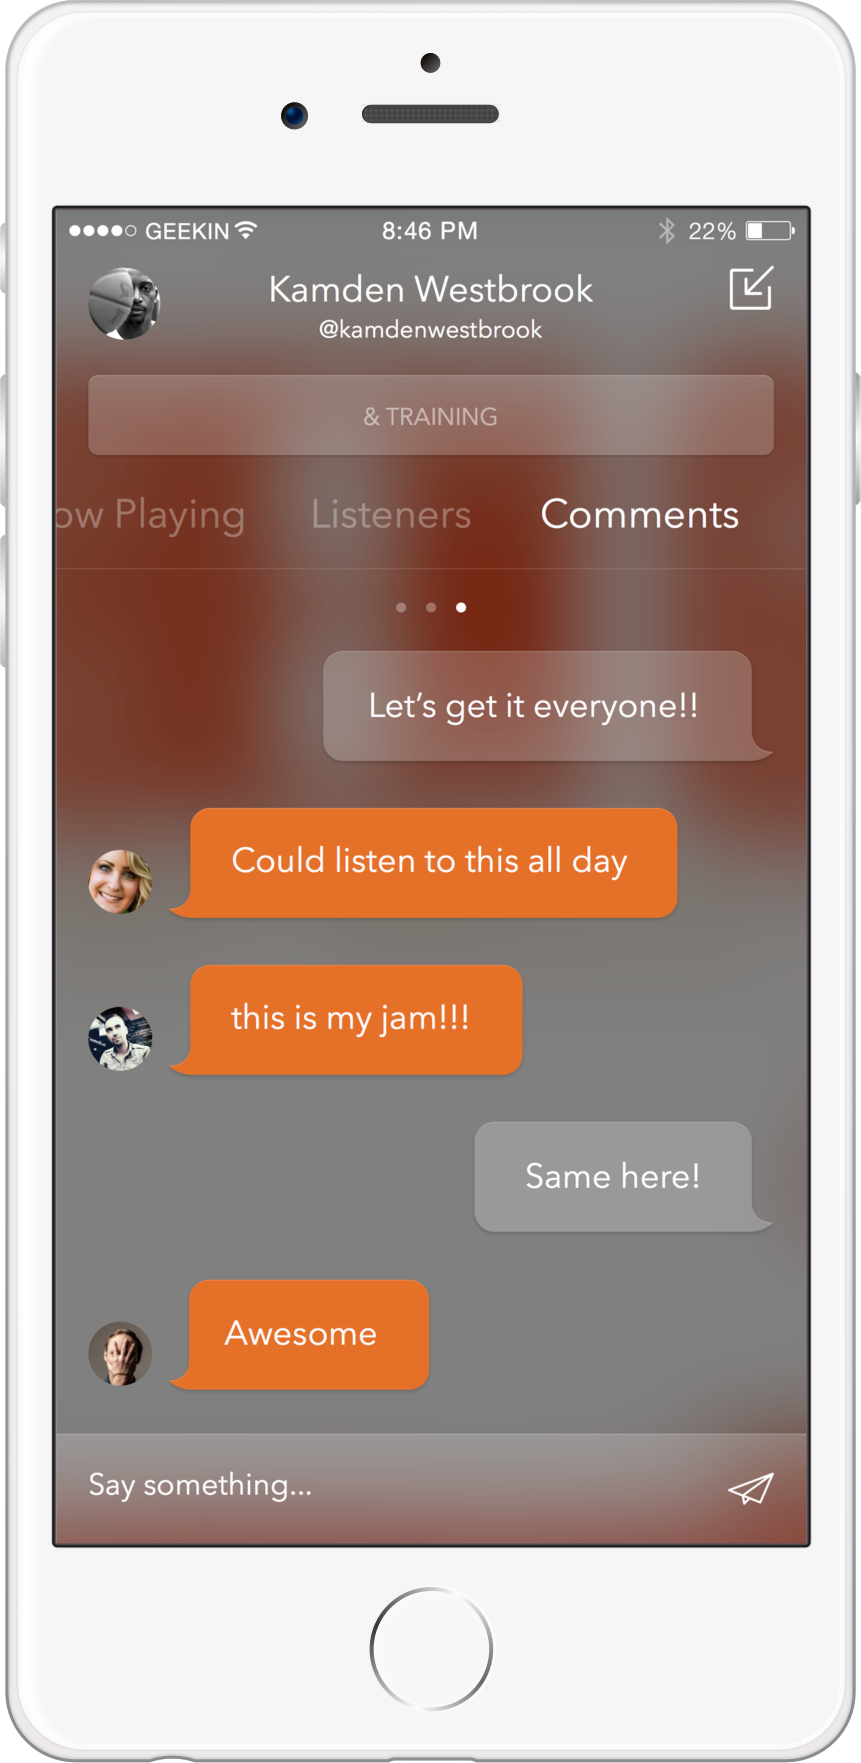 GEEKIN 8:46 PM 22%
Kamden Westbrook
@kamdenwestbrook
& TRAINING
ow Playing Listeners Comments
Let’s get it everyone!!
Could listen to this all day
this is my jam!!!
Same here!
Awesome
Say something...